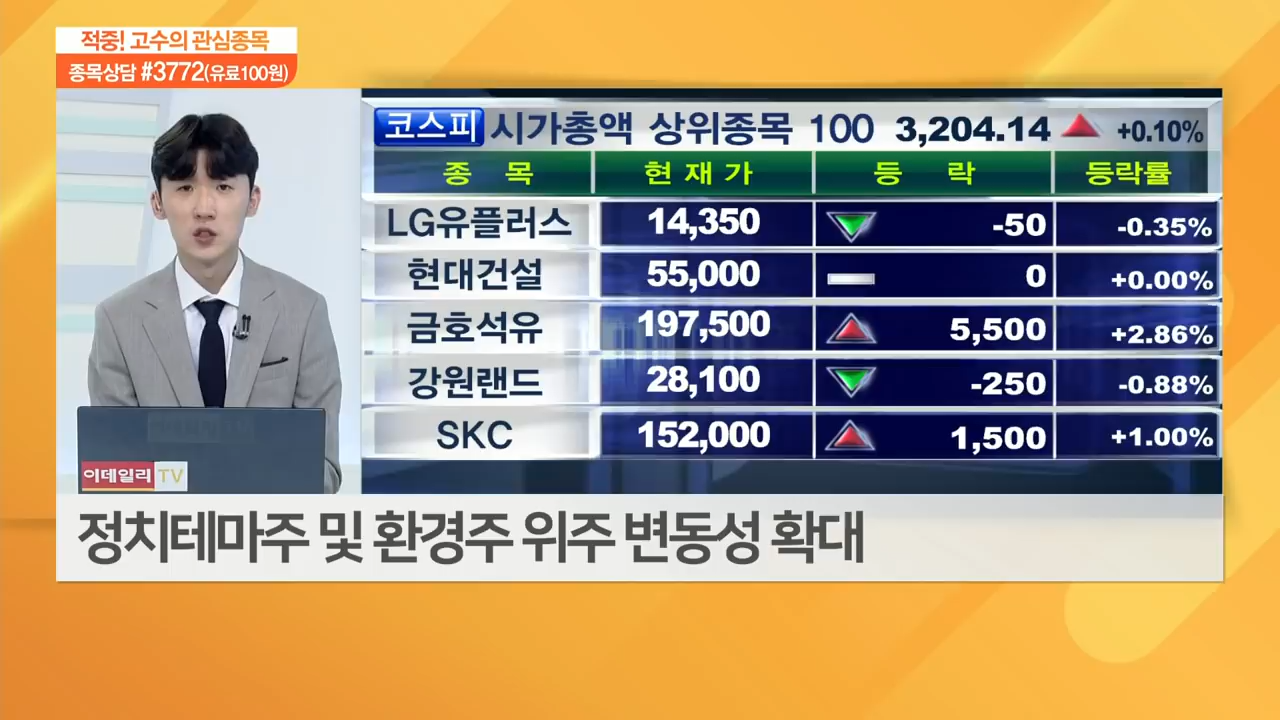 적중! 고수의 관심종목
종목상담 #3772(유료100원)
코스피 시가총액 상위종목 100 3,204.14 ▲ +0.10%
종 목 현 재 가 등 락 등락률
LG유플러스 14,350 ▼ -50 -0.35%
현대건설 55,000 0 +0.00%
금호석유 197,500 ▲ 5,500 +2.86%
강원랜드 28,100 ▼ -250 -0.88%
SKC 152,000 ▲ 1,500 +1.00%
이데일리 TV
정치테마주 및 환경주 위주 변동성 확대